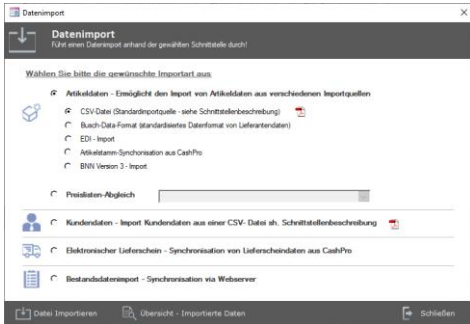 Datenimport
Datenimport
Führt einen Datenimport anhand der gewählten Schnittstelle durch!
Wählen Sie bitte die gewünschte Importart aus
Artikeldaten - Ermöglicht den Import von Artikeldaten aus verschiedenen Importquellen
CSV-Datei (Standardimportquelle - siehe Schnittstellenbeschreibung)
Busch-Data-Format (standardisiertes Datenformat von Lieferantendaten)
EDI - Import
Artikelstamm-Synchonisation aus CashPro
BNN Version 3 - Import
Preislisten-Abgleich
Kundendaten - Import Kundendaten aus einer CSV- Datei sh. Schnittstellenbeschreibung
Elektronischer Lieferschein - Synchronisation von Lieferscheindaten aus CashPro
Bestandsdatenimport - Synchronisation via Webserver
Datei Importieren
Übersicht - Importierte Daten
Schließen